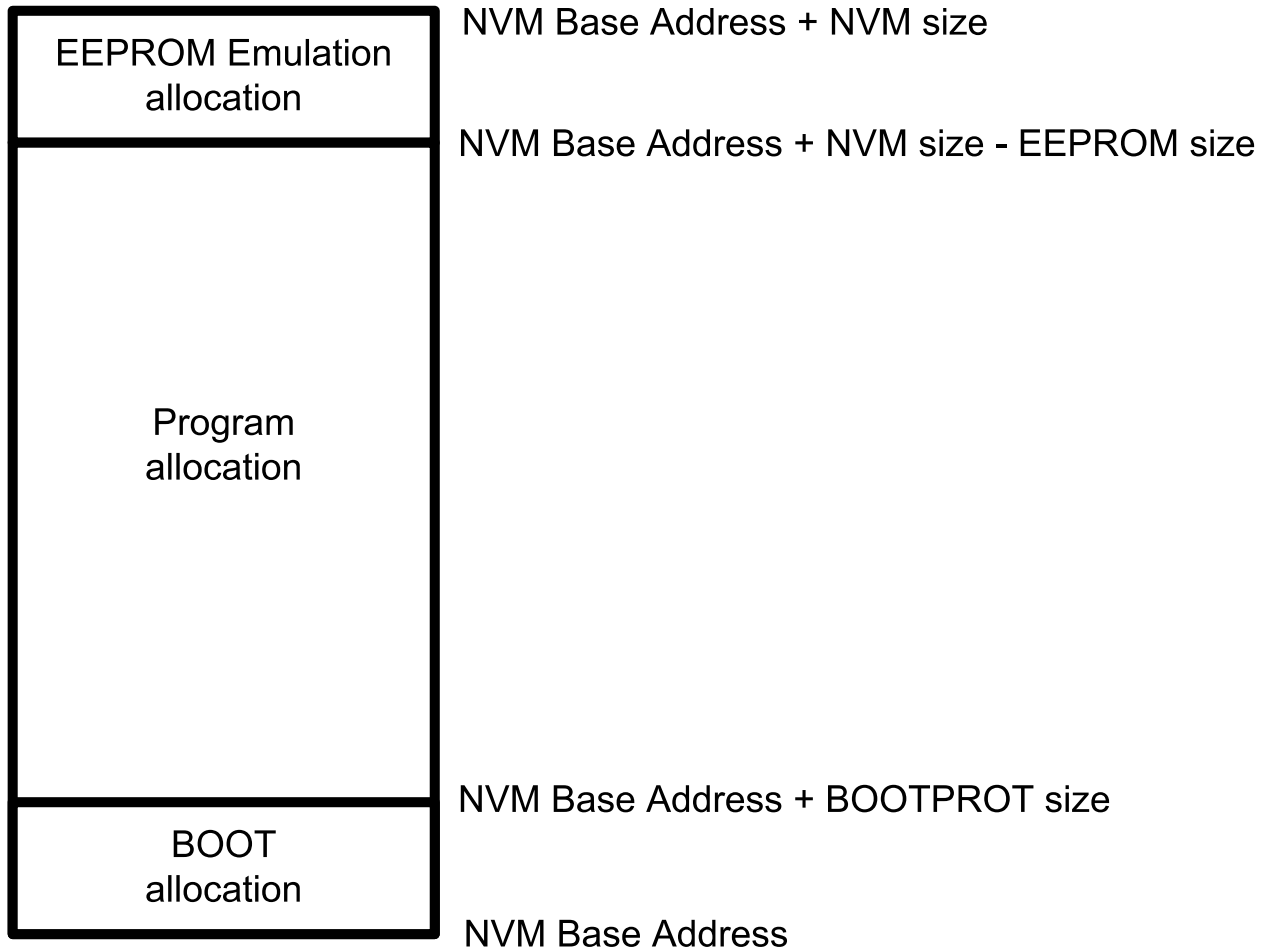 NVM Base Address + NVM size
EEPROM Emulation
allocation
NVM Base Address + NVM size - EEPROM size
Program
allocation
NVM Base Address + BOOTPROT size
BOOT
allocation
NVM Base Address